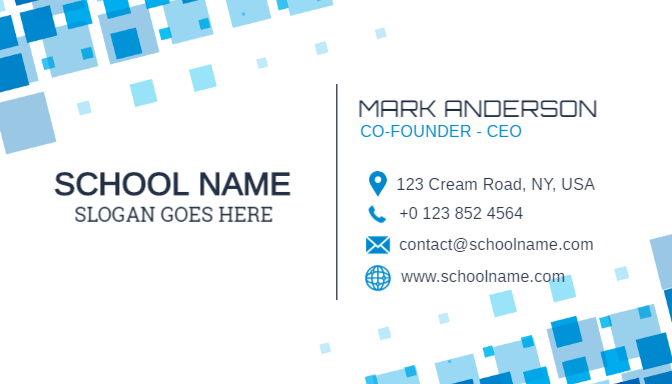 SCHOOL NAME
SLOGAN GOES HERE
MARK ANDERSON
CO-FOUNDER - CEO
123 Cream Road, NY, USA
+0 123 852 4564
contact@schoolname.com
www.schoolname.com